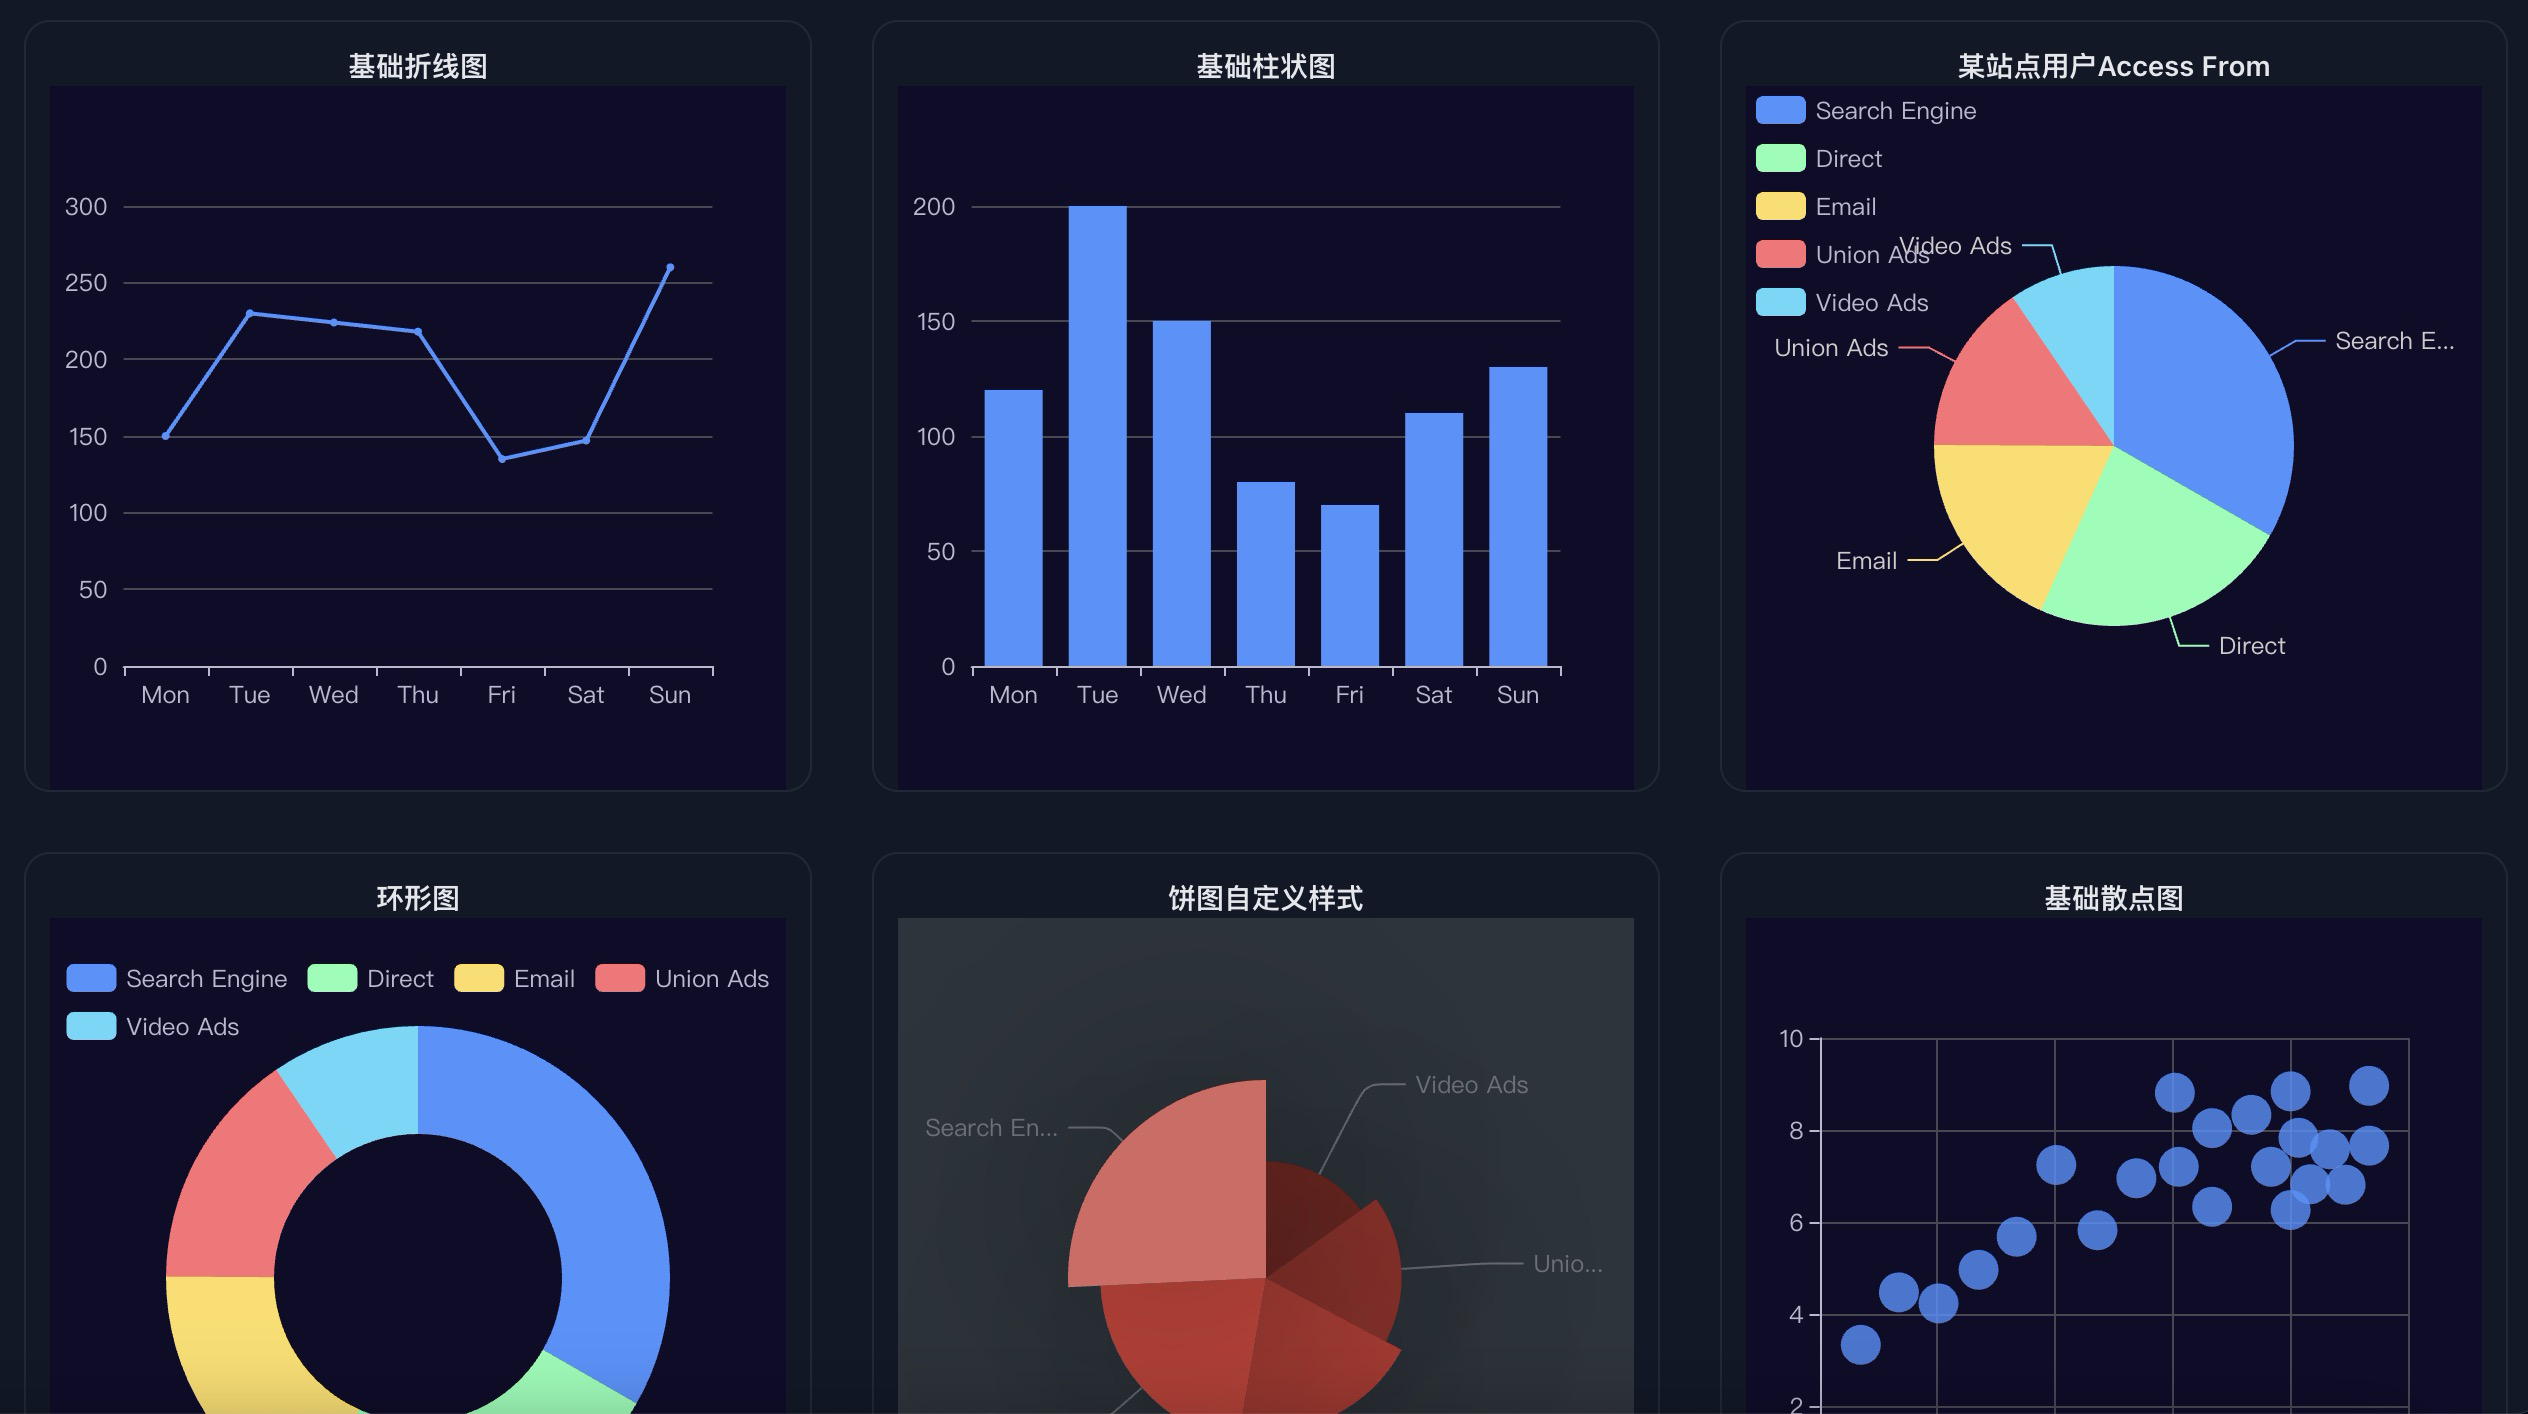 基础折线图
300
250
200
150
100
50
0
Mon Tue Wed Thu Fri Sat Sun
基础柱状图
200
150
100
50
0
Mon Tue Wed Thu Fri Sat Sun
某站点用户Access From
Search Engine
Direct
Email
Union Ads
Video Ads
Video Ads
Search E...
Union Ads
Email
Direct
环形图
Search Engine Direct Email Union Ads
Video Ads
饼图自定义样式
Video Ads
Search En...
Unio...
基础散点图
10
8
6
4
2